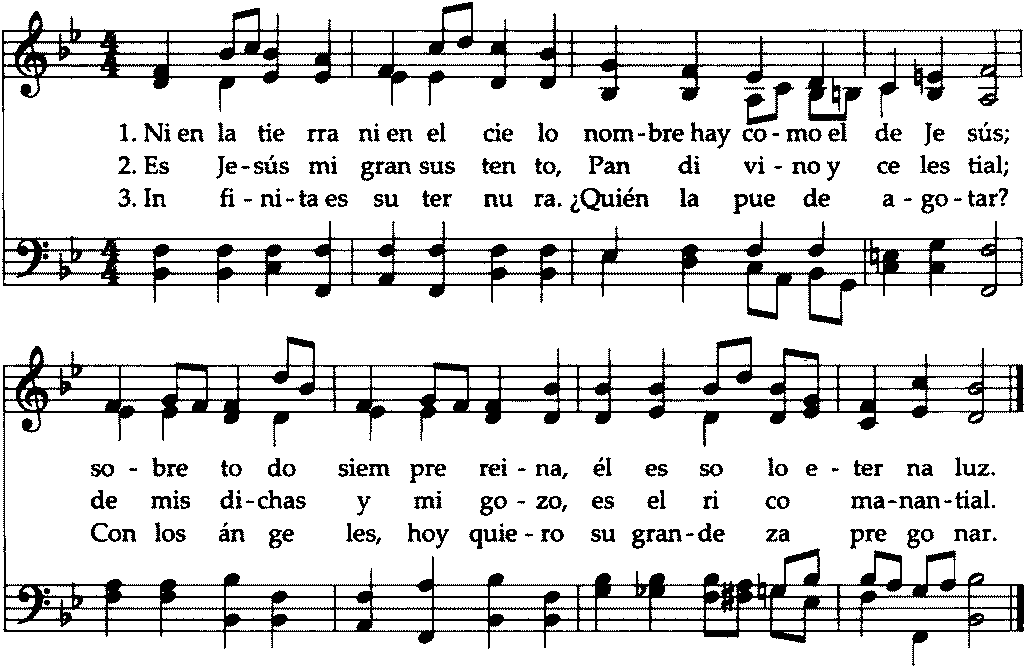 1. Ni en la tie rra ni en el cie lo nom-bre hay co-mo el de Je sús;
2. Es Je-sús mi gran sus ten to, Pan di vi-no y ce les tial;
3. In fi-ni-ta es su ter nu ra. ¿Quién la pue de a-go-tar?
so-bre to do siem pre rei-na, él es so lo e-ter na luz.
de mis di-chas y mi go-zo, es el ri co ma-nan-tial.
Con los án ge les, hoy quie-ro su gran-de za pre go nar.